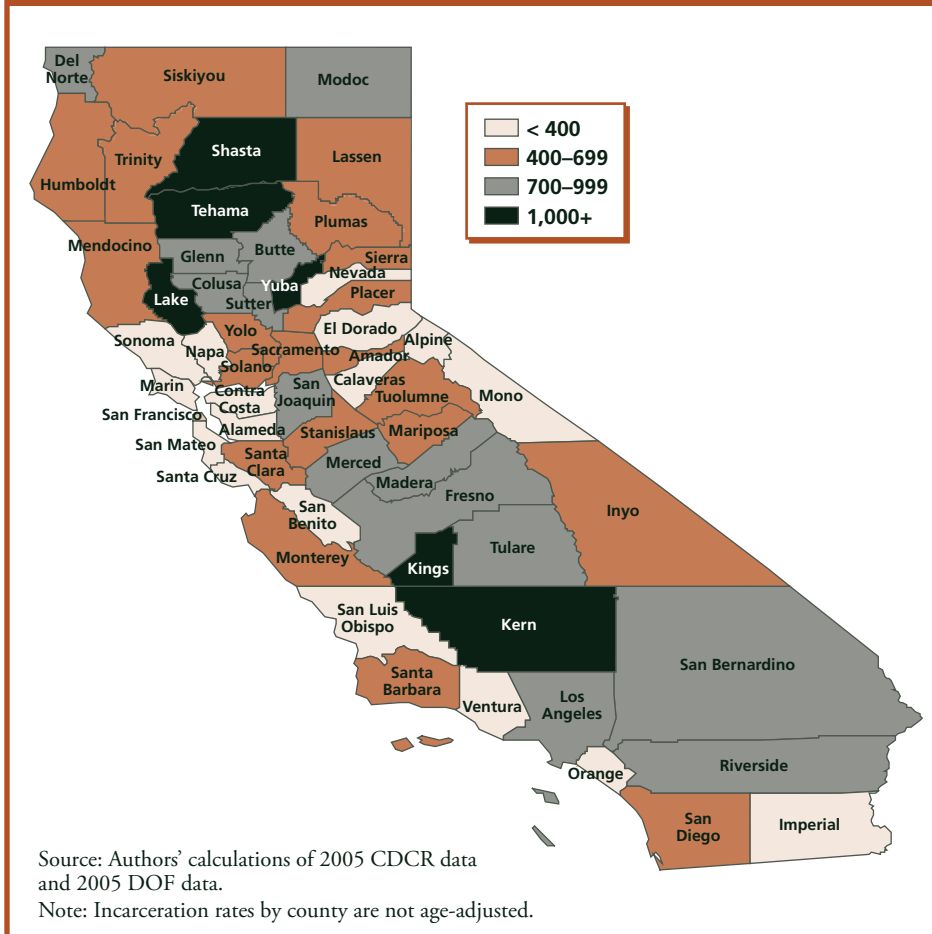 Del
Norte
Siskiyou
Modoc
< 400
400–699
700–999
1,000+
Shasta
Trinity
Lassen
Humboldt
Tehama
Plumas
Mendocino
Butte
Glenn
Sierra
Nevada
Colusa
Yuba
Placer
Lake
Sutter
El Dorado
Yolo
Sonoma
Alpine
Napa
Sacramento
Amador
Solano
Calaveras
Marin
Contra
Costa
San
Joaquin
Tuolumne
Mono
San Francisco
Alameda
Stanislaus
Mariposa
San Mateo
Santa
Clara
Merced
Santa Cruz
Madera
Fresno
San
Benito
Inyo
Tulare
Monterey
Kings
San Luis
Obispo
Kern
San Bernardino
Santa
Barbara
Ventura
Los
Angeles
Orange
Riverside
San
Diego
Imperial
Source: Authors’ calculations of 2005 CDCR data
and 2005 DOF data.
Note: Incarceration rates by county are not age-adjusted.